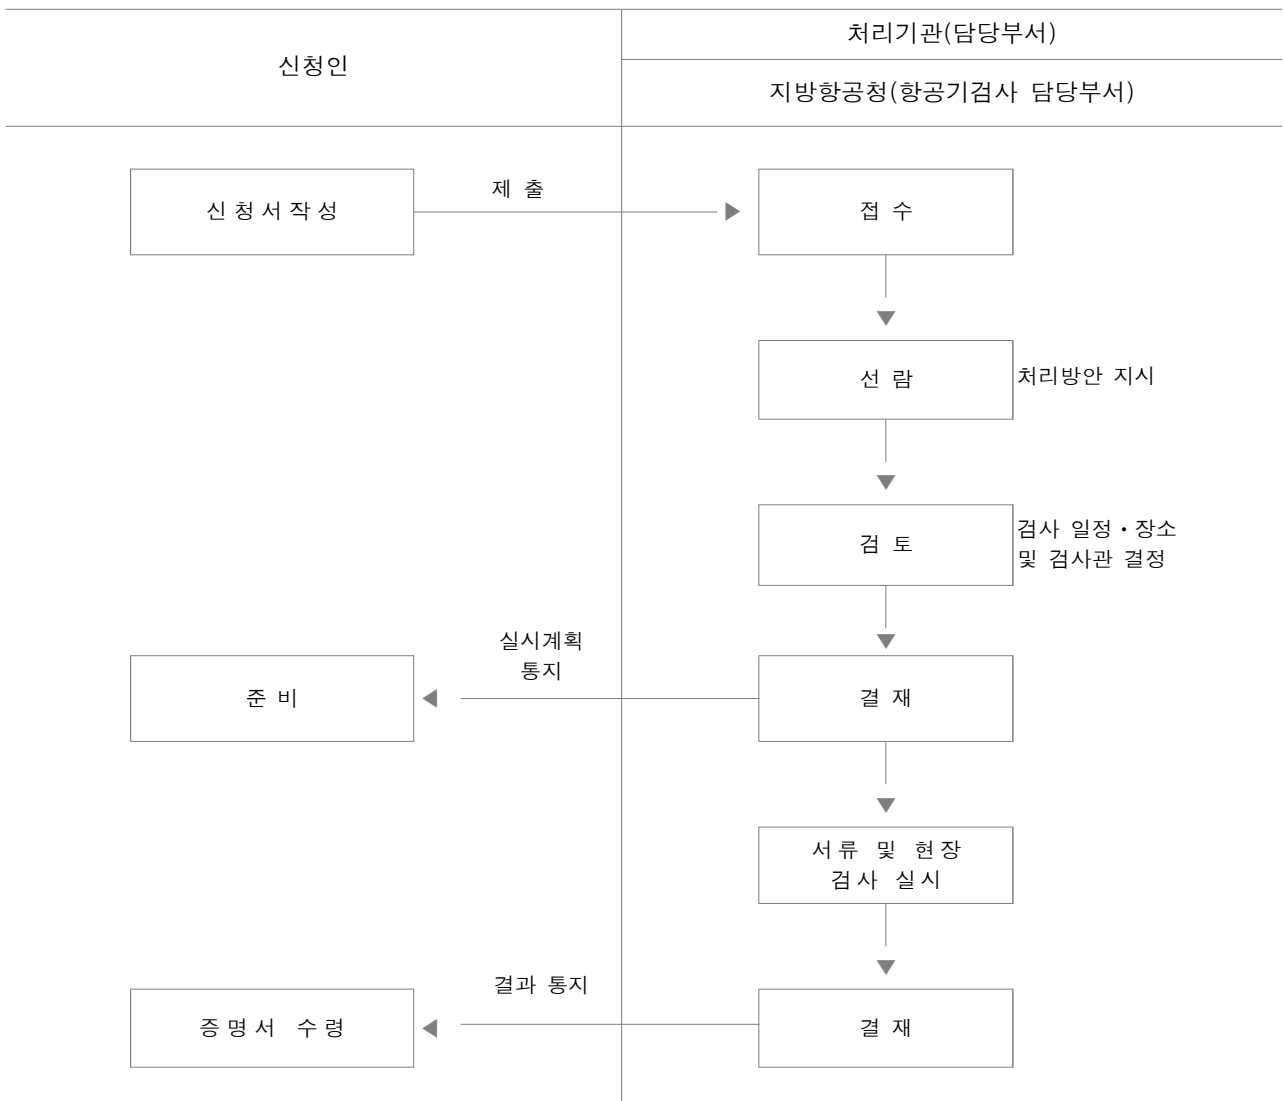 신청인
처리기관(담당부서)
지방항공청(항공기검사 담당부서)
신청서작성
제 출
접 수
선 람
처리방안 지시
검 토
검사 일정·장소
및 검사관 결정
실시계획
통지
준 비
결 재
서류 및 현장
검사 실시
결과 통지
증명서 수령
결 재